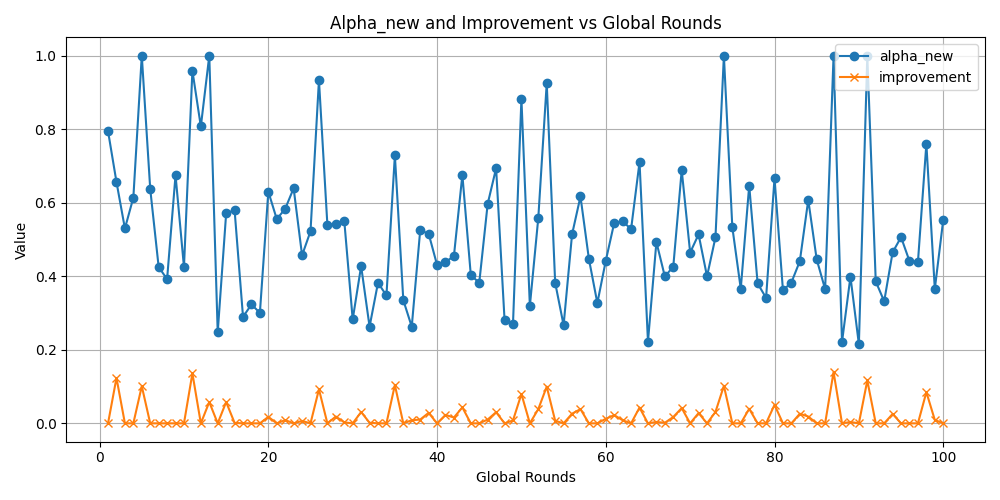 Alpha_new and Improvement vs Global Rounds
alpha_new
improvement
Value
1.0
0.8
0.6
0.4
0.2
0.0
0 20 40 60 80 100
Global Rounds